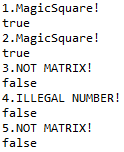 1.MagicSquare!
true
2.MagicSquare!
true
3.NOT MATRIX!
false
4.ILLEGAL NUMBER!
false
5.NOT MATRIX!
false